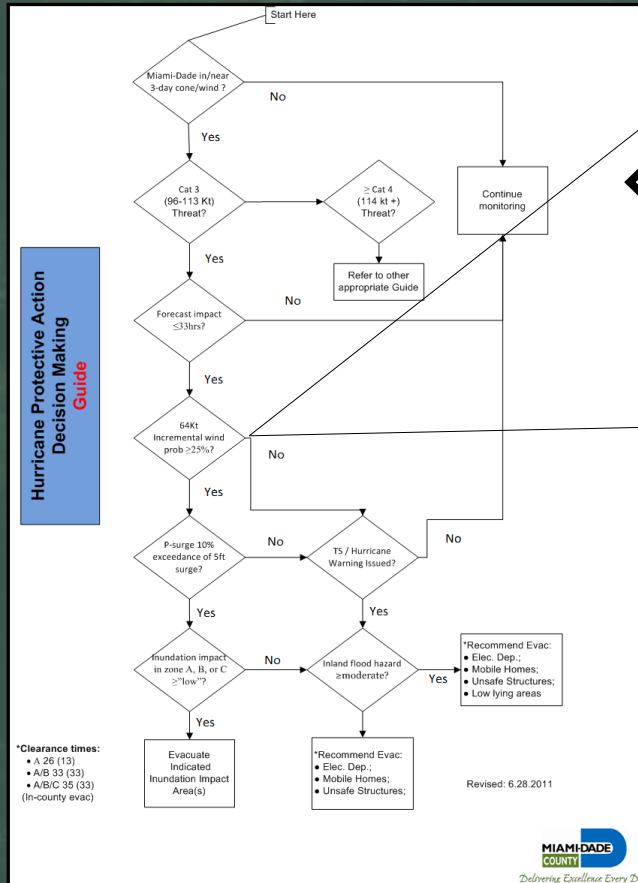 Start Here
Miami-Dade in/near
3-day cone/wind ?
No
Yes
Cat 3
(96-113 Kt)
Threat?
≥ Cat 4
(114 kt +)
Threat?
Continue
monitoring
Yes
Refer to other
appropriate Guide
Hurricane Protective Action
Decision Making
Guide
Forecast impact
≤33hrs?
No
Yes
64Kt
Incremental wind
prob ≥25%?
No
Yes
P-surge 10%
exceedance of 5ft
surge?
No
TS / Hurricane
Warning Issued?
No
Yes
Yes
Inundation impact
in zone A, B, or C
≥"low"?
No
Inland flood hazard
≥moderate?
Yes
*Recommend Evac:
● Elec. Dep.;
● Mobile Homes;
● Unsafe Structures;
● Low lying areas
Yes
*Clearance times:
• A 26 (13)
• A/B 33 (33)
• A/B/C 35 (33)
(In-county evac)
Evacuate
Indicated
Inundation Impact
Area(s)
*Recommend Evac:
● Elec. Dep.;
● Mobile Homes;
● Unsafe Structures;
Revised: 6.28.2011
MIAMI-DADE
COUNTY
Delivering Excellence Every D